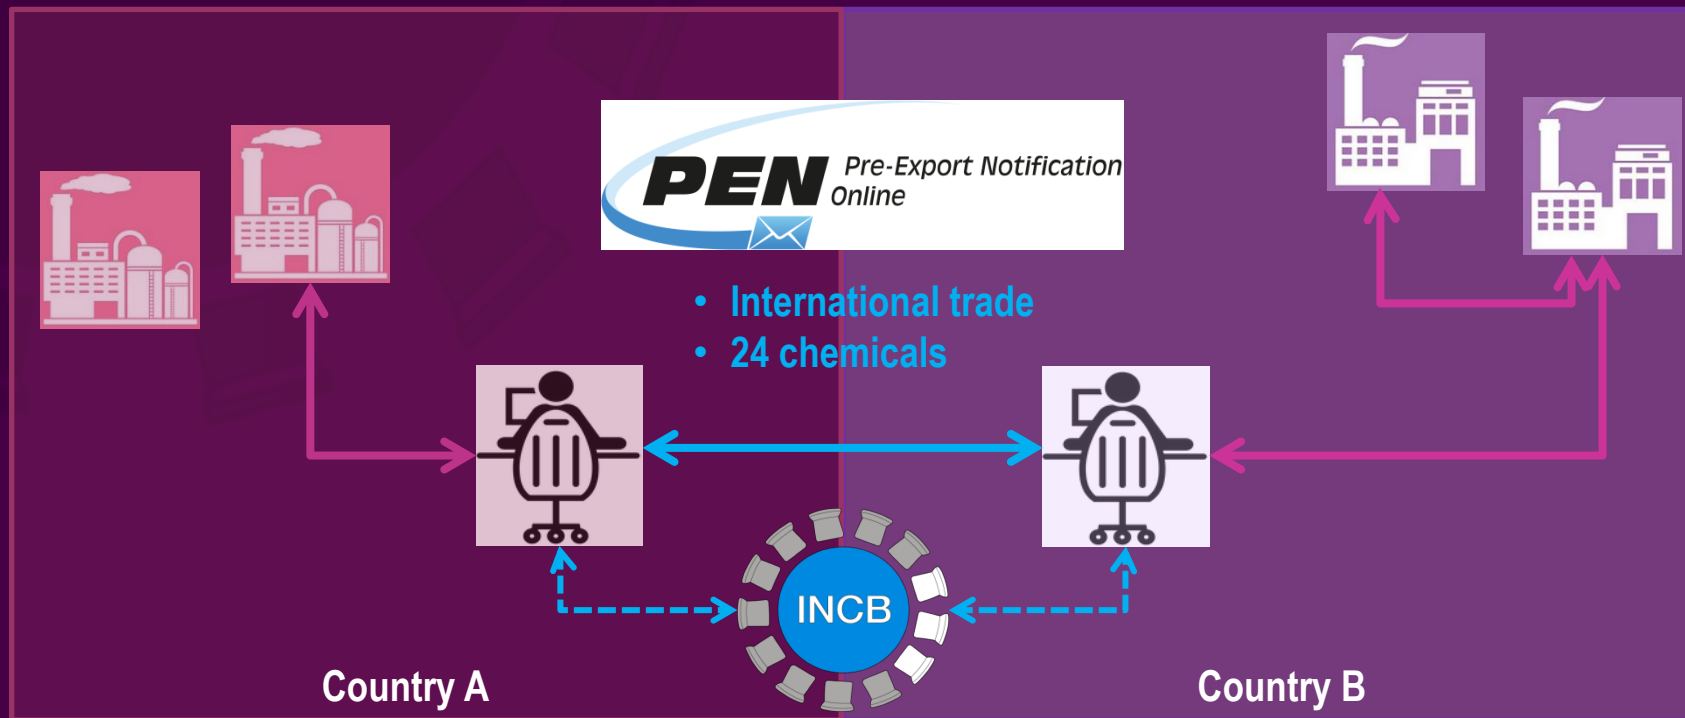 PEN Pre-Export Notification
Online
• International trade
• 24 chemicals
INCB
Country A
Country B